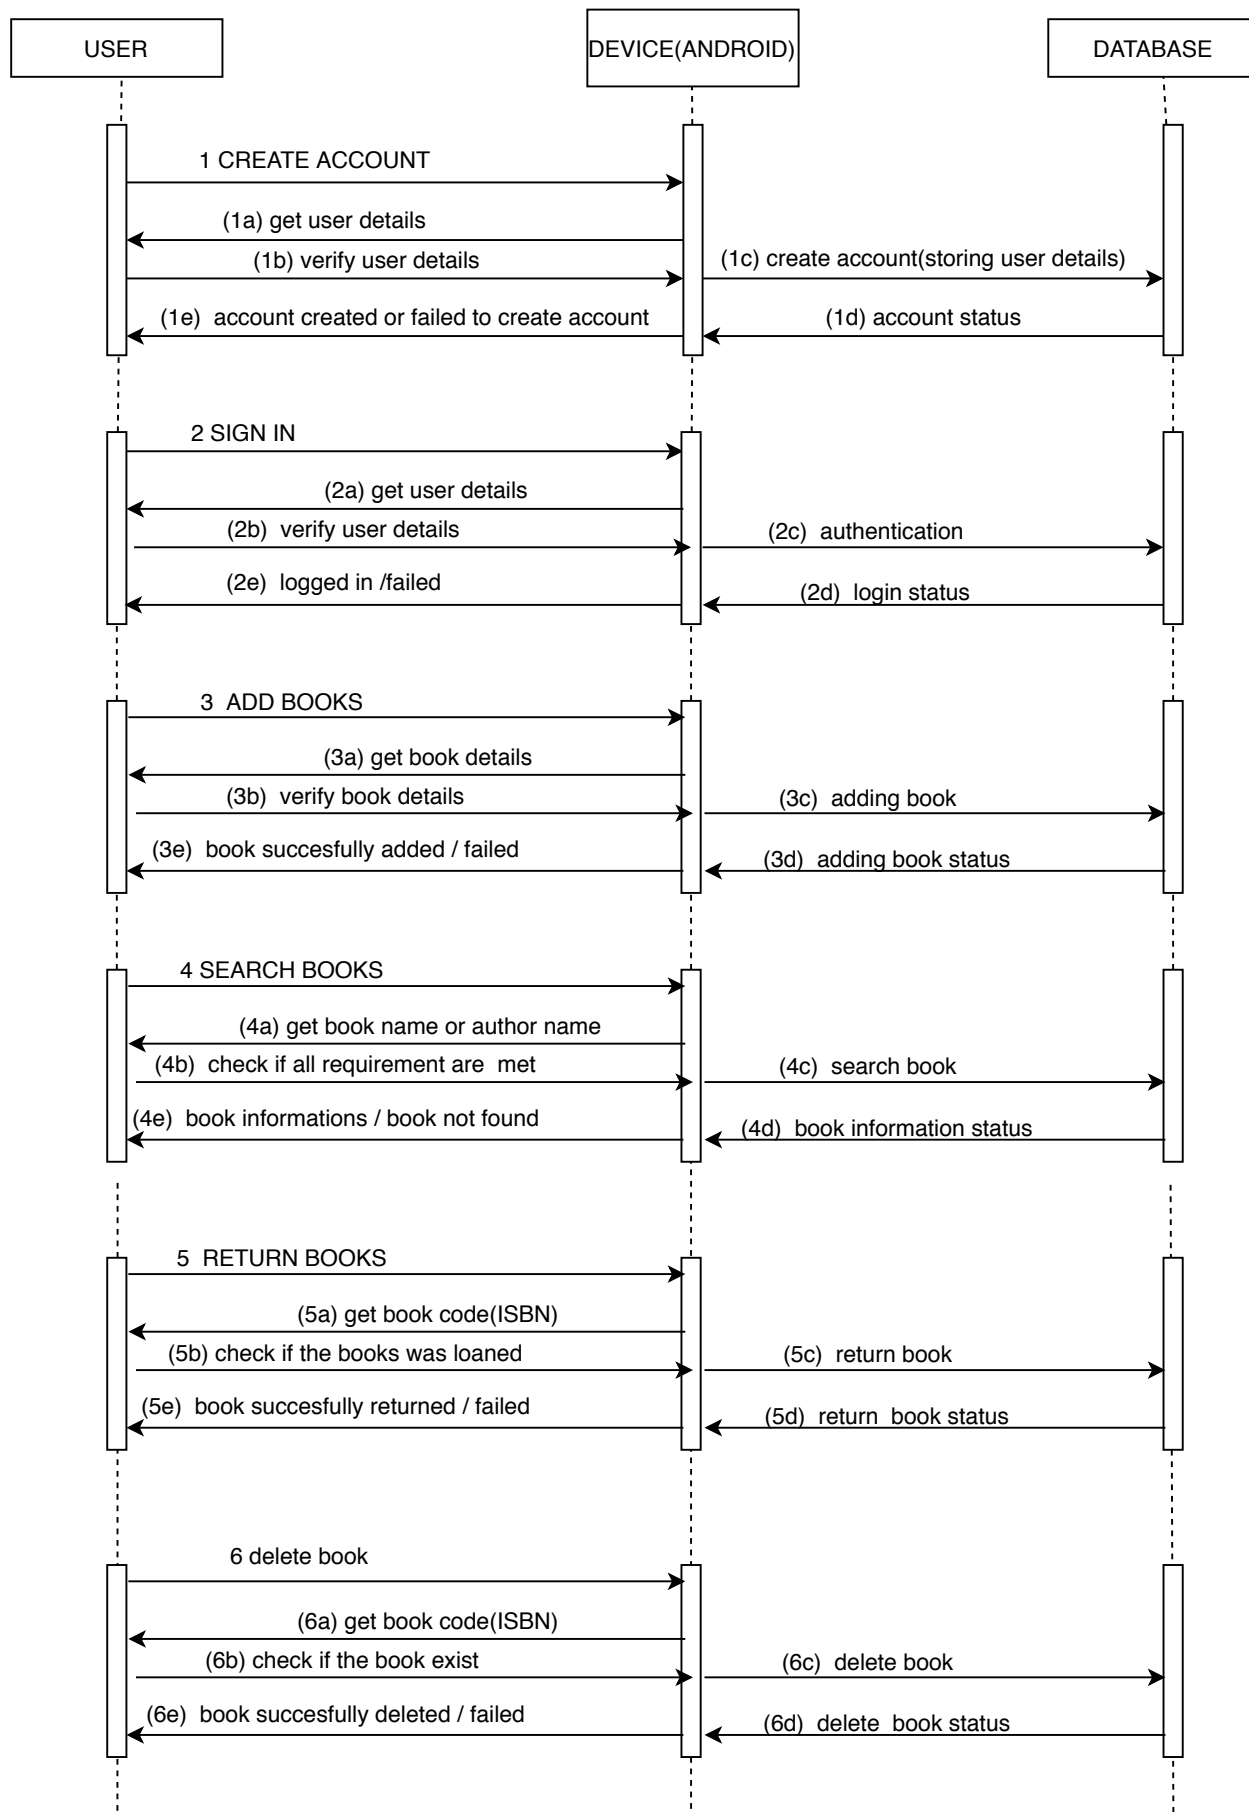 USER
DEVICE(ANDROID)
DATABASE
1 CREATE ACCOUNT
(1a) get user details
(1b) verify user details
(1c) create account(storing user details)
(1e) account created or failed to create account
(1d) account status
2 SIGN IN
(2a) get user details
(2b) verify user details
(2c) authentication
(2e) logged in /failed
(2d) login status
3 ADD BOOKS
(3a) get book details
(3b) verify book details
(3c) adding book
(3e) book succesfully added / failed
(3d) adding book status
4 SEARCH BOOKS
(4a) get book name or author name
(4b) check if all requirement are met
(4c) search book
(4e) book informations / book not found
(4d) book information status
5 RETURN BOOKS
(5a) get book code(ISBN)
(5b) check if the books was loaned
(5c) return book
(5e) book succesfully returned / failed
(5d) return book status
6 delete book
(6a) get book code(ISBN)
(6b) check if the book exist
(6c) delete book
(6e) book succesfully deleted / failed
(6d) delete book status